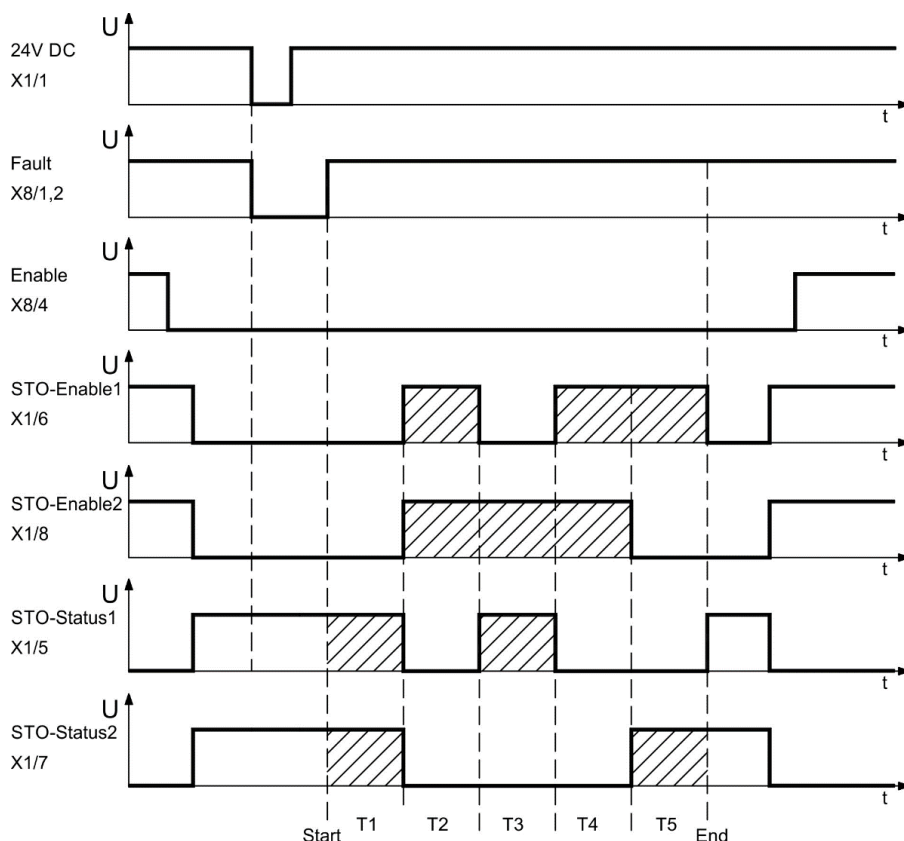 U
24V DC
X1/1
t
U
Fault
X8/1,2
t
U
Enable
X8/4
t
U
STO-Enable1
X1/6
t
U
STO-Enable2
X1/8
t
U
STO-Status1
X1/5
t
U
STO-Status2
X1/7
t
Start T1 T2 T3 T4 T5 End